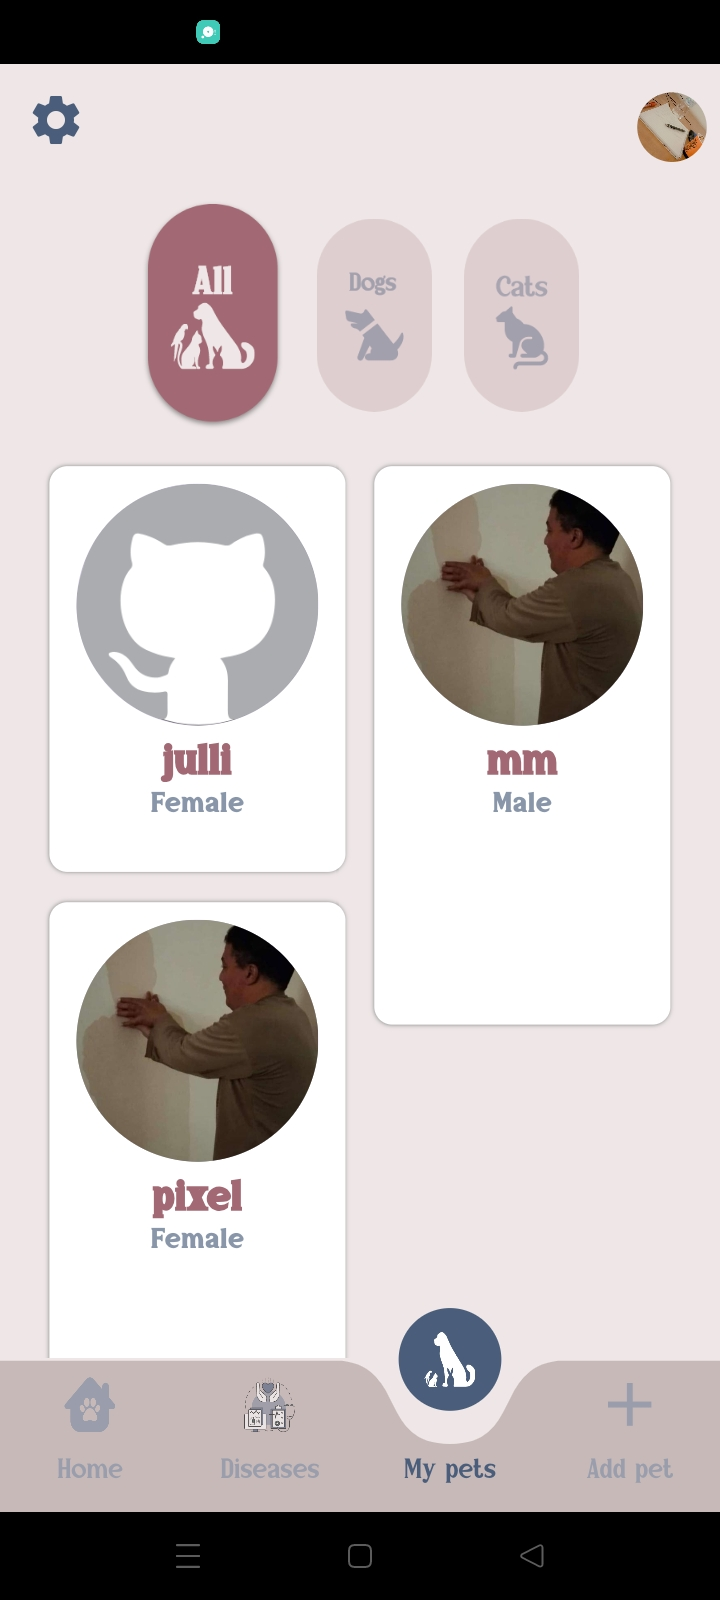 All
Dogs
Cats
julli
Female
mm
Male
pixel
Female
Home
Diseases
My pets
Add pet